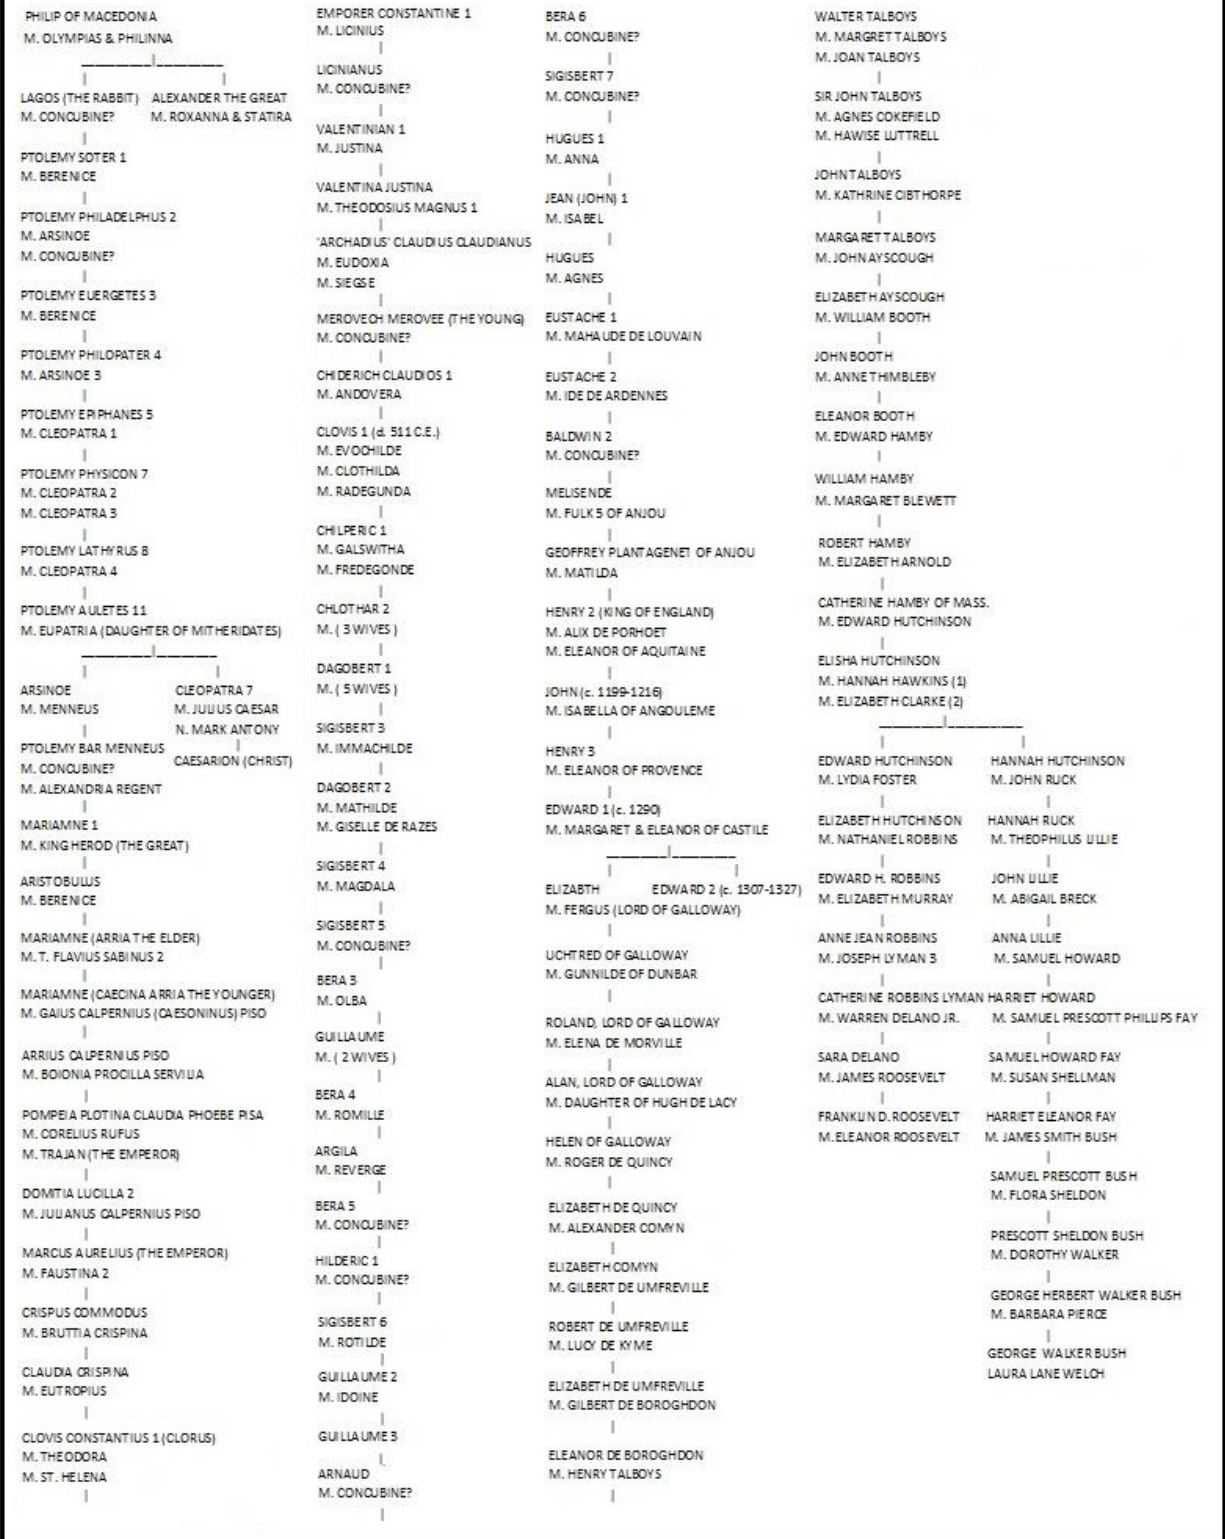 PHILIP OF MACEDONIA
M. OLYMPIAS & PHILINNA
LAGOS (THE RABBIT) ALEXANDER THE GREAT
M. CONCUBINE? M. ROXANNA & STATIRA
PTOLEMY SOTER 1
M. BERENICE
PTOLEMY PHILADELPHUS 2
M. ARSINOE
M. CONCUBINE?
PTOLEMY EUERGETES 3
M. BERENICE
PTOLEMY PHILOPATER 4
M. ARSINOE 3
PTOLEMY EPIPHANES 5
M. CLEOPATRA 1
PTOLEMY PHYSICON 7
M. CLEOPATRA 2
M. CLEOPATRA 3
PTOLEMY LATHYRUS 8
M. CLEOPATRA 4
PTOLEMY AULETES 11
M. EUPATRIA (DAUGHTER OF MITHERIDATES)
ARSINOE CLEOPATRA 7
M. MENNEUS M. JULIUS CAESAR
N. MARK ANTONY
PTOLEMY BAR MENNEUS
M. CONCUBINE? CAESARION (CHRIST)
M. ALEXANDRIA REGENT
MARIAMNE 1
M. KING HEROD (THE GREAT)
ARISTOBULUS
M. BERENICE
MARIAMNE (ARRIA THE ELDER)
M. T. FLAVIUS SABINUS 2
MARIAMNE (CAECINA ARRIA THE YOUNGER)
M. GAIUS CALPERNIUS (CAESONINUS) PISO
ARRIUS CALPERNIUS PISO
M. BOIONIA PROCILLA SERVILIA
POMPEIA PLOTINA CLAUDIA PHOEBE PISA
M. CORELIUS RUFUS
M. TRAJAN (THE EMPEROR)
DOMITIA LUCILLA 2
M. JULIANUS CALPERNIUS PISO
MARCUS AURELIUS (THE EMPEROR)
M. FAUSTINA 2
CRISPUS COMMODUS
M. BRUTTIA CRISPINA
CLAUDIA CRISPINA
M. EUTROPIUS
CLOVIS CONSTANTIUS 1 (CLORUS)
M. THEODORA
M. ST. HELENA
EMPORER CONSTANTINE 1
M. LICINIUS
LICINIANUS
M. CONCUBINE?
VALENTINIAN 1
M. JUSTINA
VALENTINA JUSTINA
M. THEODOSIUS MAGNUS 1
'ARCHADIUS' CLAUDIUS CLAUDIANUS
M. EUDOXIA
M. SIEGSE
MEROVECH MEROVEE (THE YOUNG)
M. CONCUBINE?
CHIDERICH CLAUDIOS 1
M. ANDOVERA
CLOVIS 1 (d. 511 C.E.)
M. EVOCHILDE
M. CLOTHILDA
M. RADEGUNDA
CHILPERIC 1
M. GALSWITHA
M. FREDEGONDE
CHLOTHAR 2
M. ( 3 WIVES )
DAGOBERT 1
M. ( 5 WIVES )
SIGISBERT 3
M. IMMACHILDE
DAGOBERT 2
M. MATHILDE
M. GISELLE DE RAZES
SIGISBERT 4
M. MAGDALA
SIGISBERT 5
M. CONCUBINE?
BERA 3
M. OLBA
GUILLAUME
M. ( 2 WIVES )
BERA 4
M. ROMILLE
ARGILA
M. REVERGE
BERA 5
M. CONCUBINE?
HILDERIC 1
M. CONCUBINE?
SIGISBERT 6
M. ROTILDE
GUILLAUME 2
M. IDOINE
GUILLAUME 3
ARNAUD
M. CONCUBINE?
BERA 6
M. CONCUBINE?
SIGISBERT 7
M. CONCUBINE?
HUGUES 1
M. ANNA
JEAN (JOHN) 1
M. ISABEL
HUGUES
M. AGNES
EUSTACHE 1
M. MAHAUDE DE LOUVAIN
EUSTACHE 2
M. IDE DE ARDENNES
BALDWIN 2
M. CONCUBINE?
MELISENDE
M. FULK 5 OF ANJOU
GEOFFREY PLANTAGENET OF ANJOU
M. MATILDA
HENRY 2 (KING OF ENGLAND)
M. ALIX DE PORHOET
M. ELEANOR OF AQUITAINE
JOHN (c. 1199-1216)
M. ISABELLA OF ANGOULEME
HENRY 3
M. ELEANOR OF PROVENCE
EDWARD 1 (c. 1290)
M. MARGARET & ELEANOR OF CASTILE
ELIZABTH EDWARD 2 (c. 1307-1327)
M. FERGUS (LORD OF GALLOWAY)
UCHTRED OF GALLOWAY
M. GUNNILDE OF DUNBAR
ROLAND, LORD OF GALLOWAY
M. ELENA DE MORVILLE
ALAN, LORD OF GALLOWAY
M. DAUGHTER OF HUGH DE LACY
HELEN OF GALLOWAY
M. ROGER DE QUINCY
ELIZABETH DE QUINCY
M. ALEXANDER COMYN
ELIZABETH COMYN
M. GILBERT DE UMFREVILLE
ROBERT DE UMFREVILLE
M. LUCY DE KYME
ELIZABETH DE UMFREVILLE
M. GILBERT DE BOROGHDON
ELEANOR DE BOROGHDON
M. HENRY TALBOYS
WALTER TALBOYS
M. MARGRET TALBOYS
M. JOAN TALBOYS
SIR JOHN TALBOYS
M. AGNES COKEFIELD
M. HAWISE LUTTRELL
JOHN TALBOYS
M. KATHRINE CIBTHORPE
MARGARET TALBOYS
M. JOHN AYSCOUGH
ELIZABETH AYSCOUGH
M. WILLIAM BOOTH
JOHN BOOTH
M. ANNE THIMBLEBY
ELEANOR BOOTH
M. EDWARD HAMBY
WILLIAM HAMBY
M. MARGARET BLEWETT
ROBERT HAMBY
M. ELIZABETH ARNOLD
CATHERINE HAMBY OF MASS.
M. EDWARD HUTCHINSON
ELISHA HUTCHINSON
M. HANNAH HAWKINS (1)
M. ELIZABETH CLARKE (2)
EDWARD HUTCHINSON HANNAH HUTCHINSON
M. LYDIA FOSTER M. JOHN RUCK
ELIZABETH HUTCHINSON HANNAH RUCK
M. NATHANIEL ROBBINS M. THEOPHILUS LILLIE
EDWARD H. ROBBINS JOHN LILLIE
M. ELIZABETH MURRAY M. ABIGAIL BRECK
ANNE JEAN ROBBINS ANNA LILLIE
M. JOSEPH LYMAN 3 M. SAMUEL HOWARD
CATHERINE ROBBINS LYMAN HARRIET HOWARD
M. WARREN DELANO JR. M. SAMUEL PRESCOTT PHILLIPS FAY
SARA DELANO SAMUEL HOWARD FAY
M. JAMES ROOSEVELT M. SUSAN SHELLMAN
FRANKLIN D. ROOSEVELT HARRIET ELEANOR FAY
M. ELEANOR ROOSEVELT M. JAMES SMITH BUSH
SAMUEL PRESCOTT BUSH
M. FLORA SHELDON
PRESCOTT SHELDON BUSH
M. DOROTHY WALKER
GEORGE HERBERT WALKER BUSH
M. BARBARA PIERCE
GEORGE WALKER BUSH
LAURA LANE WELCH